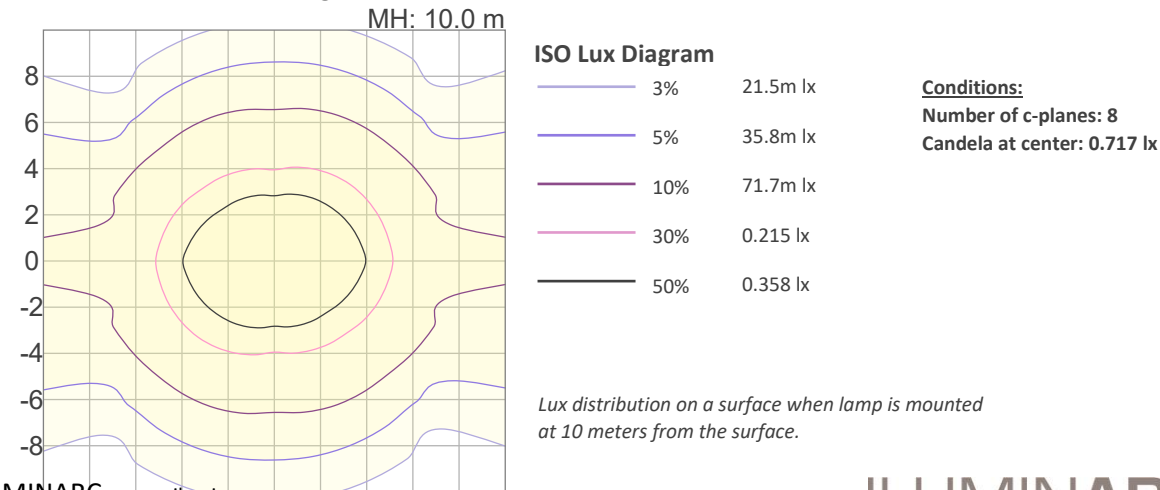 MH: 10.0 m
8
6
4
2
0
-2
-4
-6
-8
ISO Lux Diagram
3% 21.5m lx
5% 35.8m lx
10% 71.7m lx
30% 0.215 lx
50% 0.358 lx
Conditions:
Number of c-planes: 8
Candela at center: 0.717 lx
Lux distribution on a surface when lamp is mounted
at 10 meters from the surface.